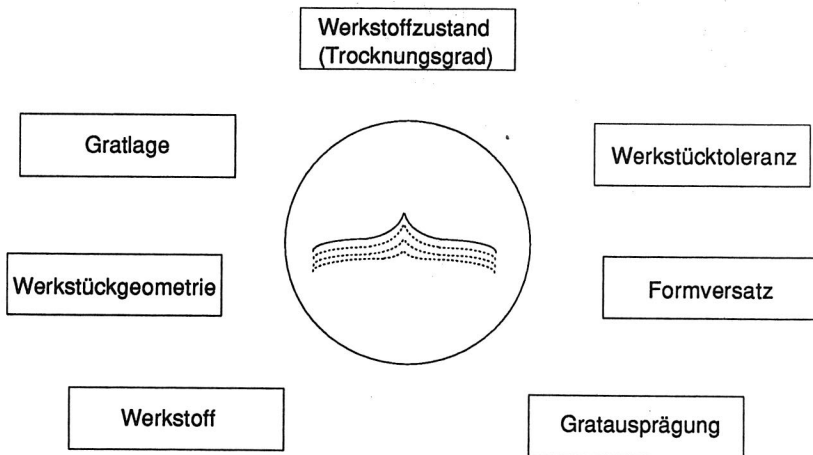 Werkstoffzustand
(Trocknungsgrad)
Gratlage
Werkstücktoleranz
Werkstückgeometrie
Formversatz
Werkstoff
Gratausprägung